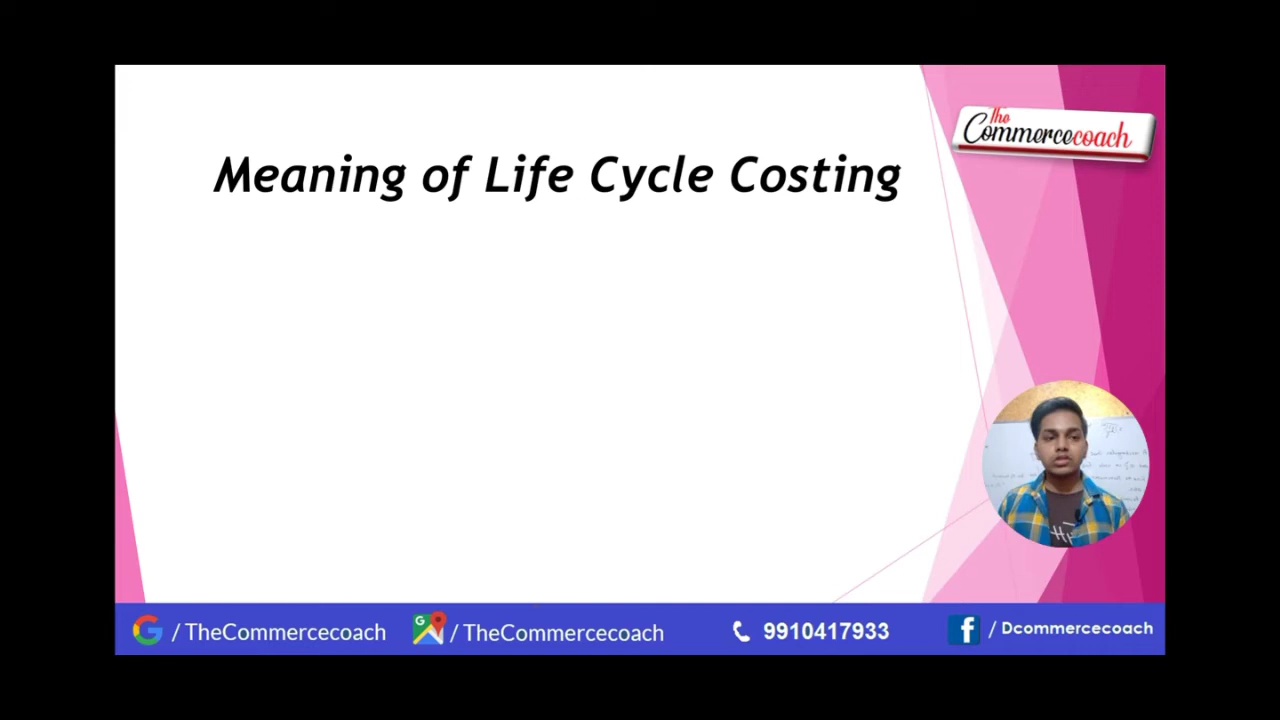 The
Commercecoach
Meaning of Life Cycle Costing
/ TheCommercecoach
/ TheCommercecoach
9910417933
/ Dcommercecoach